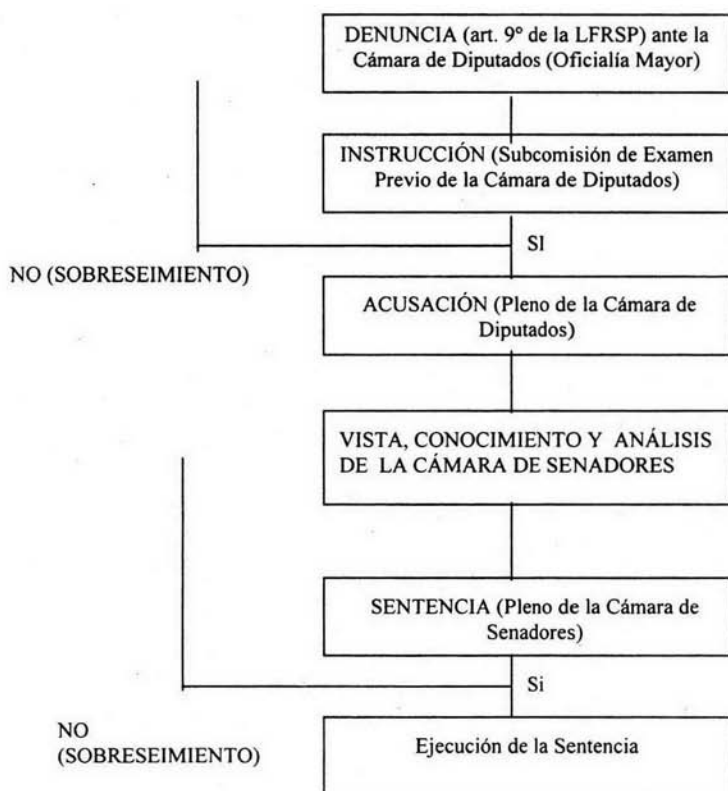 DENUNCIA (art. 9º de la LFRSP) ante la
Cámara de Diputados (Oficialía Mayor)
INSTRUCCIÓN (Subcomisión de Examen
Previo de la Cámara de Diputados)
SI
NO (SOBRESEIMIENTO)
ACUSACIÓN (Pleno de la Cámara de
Diputados)
VISTA, CONOCIMIENTO Y ANÁLISIS
DE LA CÁMARA DE SENADORES
SENTENCIA (Pleno de la Cámara de
Senadores)
Si
NO
(SOBRESEIMIENTO)
Ejecución de la Sentencia